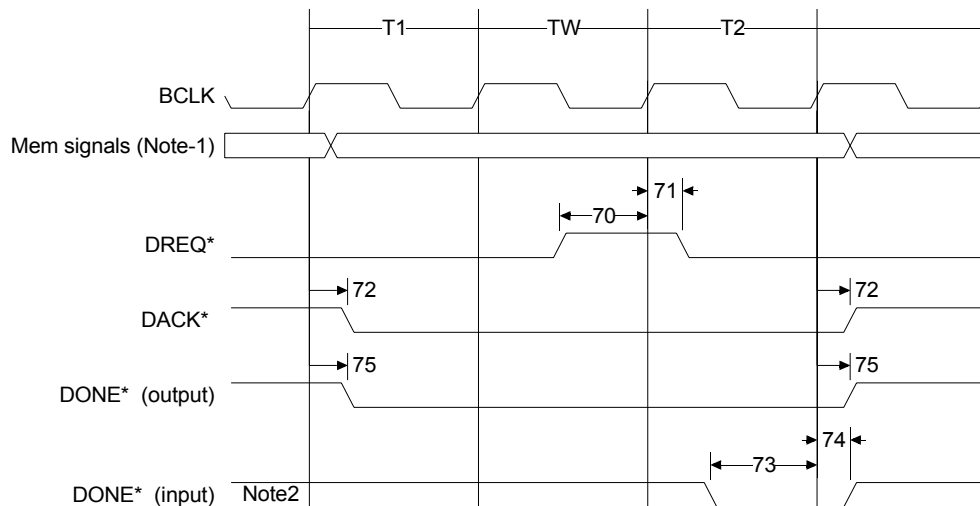 T1 TW T2
BCLK
Mem signals (Note-1)
71
70
DREQ*
72 72
DACK*
75 75
DONE* (output)
74
73
DONE* (input) Note2